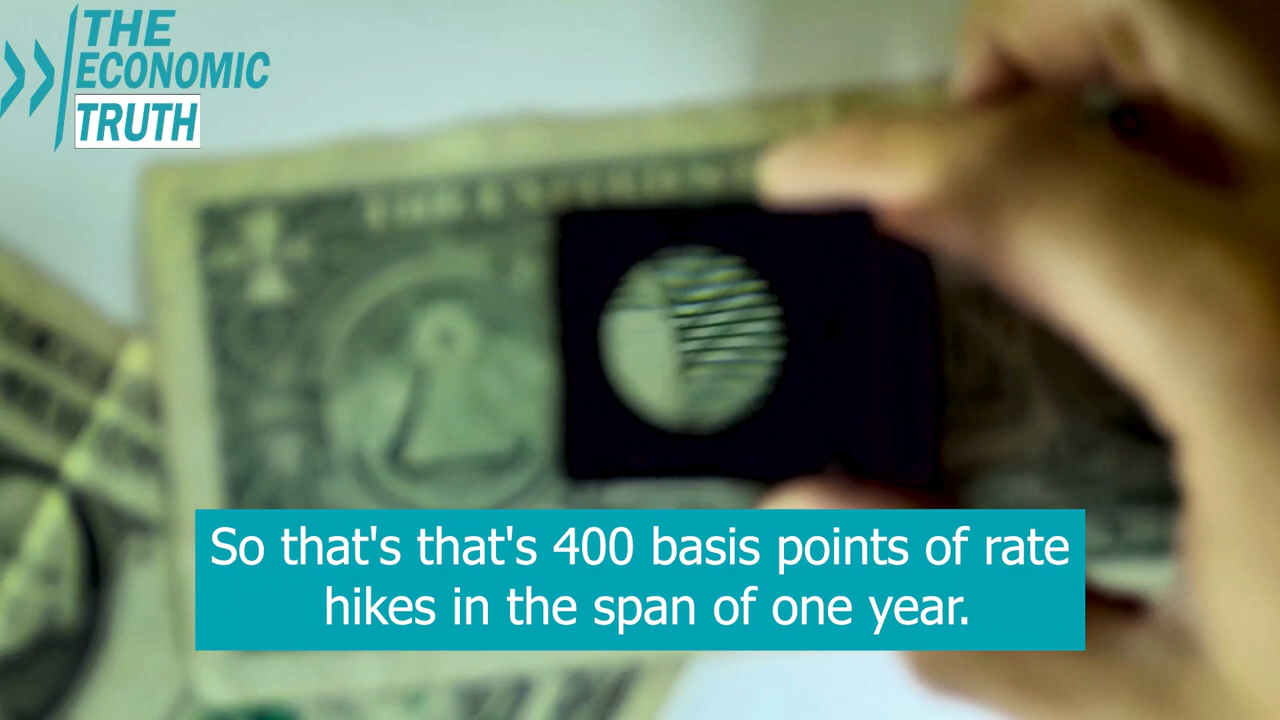 THE
ECONOMIC
TRUTH
So that's that's 400 basis points of rate
hikes in the span of one year.